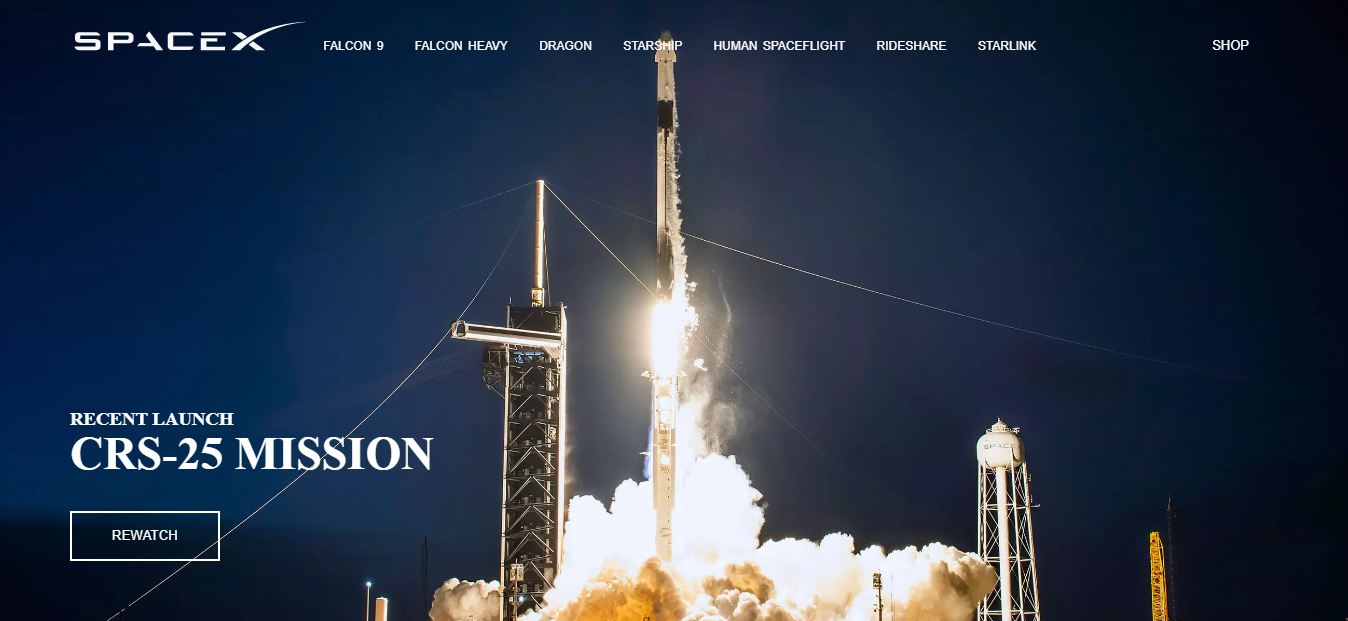 SPACEX FALCON 9 FALCON HEAVY DRAGON STARSHIP HUMAN SPACEFLIGHT RIDESHARE STARLINK SHOP
RECENT LAUNCH
CRS-25 MISSION
SPACEX
REWATCH